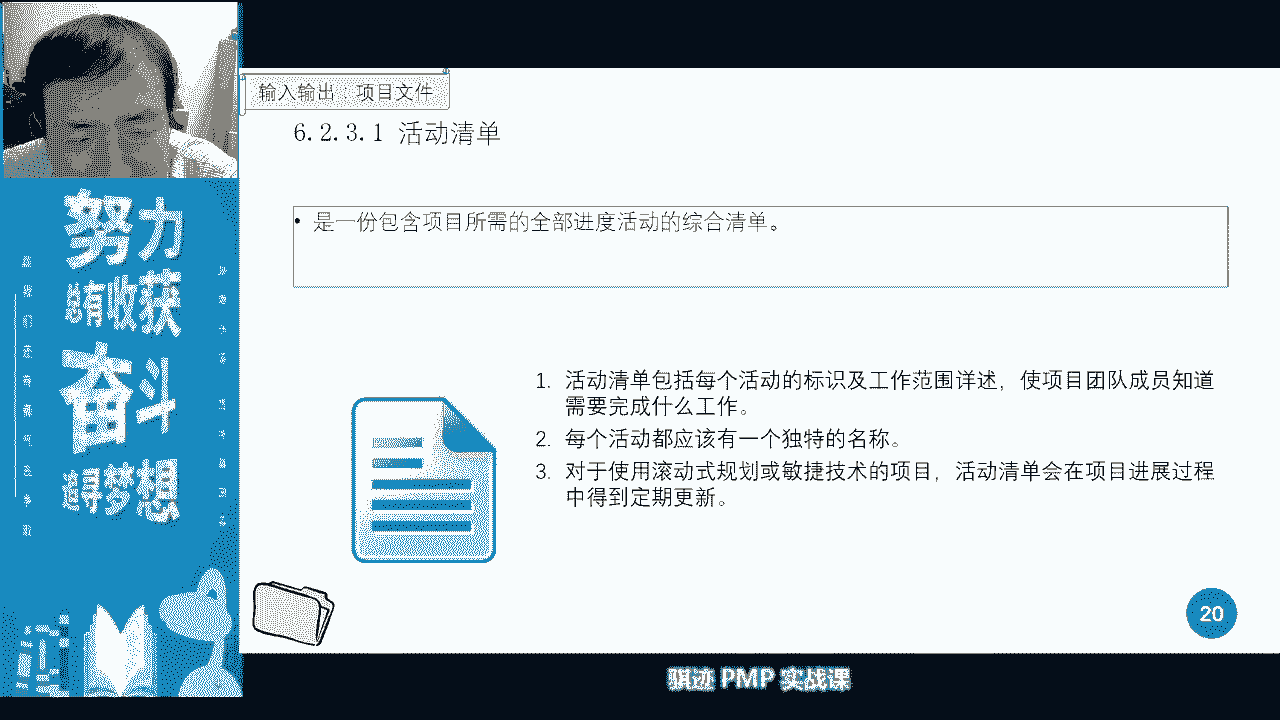 输入输出：项目文件
6.2.3.1 活动清单
• 是一份包含项目所需的全部进度活动的综合清单。
1. 活动清单包括每个活动的标识及工作范围详述，使项目团队成员知道
需要完成什么工作。
2. 每个活动都应该有一个独特的名称。
3. 对于使用滚动式规划或敏捷技术的项目，活动清单会在项目进展过程
中得到定期更新。
努力
总有收获
奋斗
追寻梦想
20
骐迹 PMP 实战课